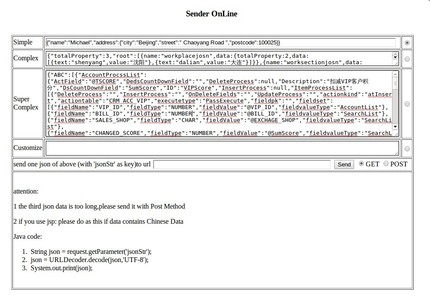 Sender OnLine
Simple
{"name":"Michael","address":{"city":"Beijing","street":" Chaoyang Road ","postcode":100025}}
Complex
{"totalProperty":3,"root":[{name:"workplacejosn",data:{totalProperty:2,data:
[{text:"shenyang",value:"沈阳"},{text:"dalian",value:"大连"}]}},{name:"worksectionjosn",data:
Super Complex
{"ABC":[{"AccountProcssList":
{"ActField":"@TSCORE","DedsCountDownField":"","DeleteProcess":null,"Description":"扣减VIP客户积
分","DsCountDownField":"SumScore","ID":"VIPScore","InsertProcess":null,"ItemProcessList":
[{"DeleteProcess":"","InsertProcess":"","OnDeleteFields":"","UpdateProcess":"","actionkind":"atInser
t","actiontable":"CRM_ACC_VIP","executetype":"PassExecute","fieldpk":"","fieldset":
[{"fieldName":"VIP_ID","fieldType":"NUMBER","fieldValue":"@VIP_ID","fieldvalueType":"AccountList"},
{"fieldName":"BILL_ID","fieldType":"NUMBER","fieldValue":"@BILL_ID","fieldvalueType":"SearchList"},
{"fieldName":"SALES_SHOP","fieldType":"CHAR","fieldValue":"@EXCHAGE_SHOP","fieldvalueType":"SearchLi
st"},
{"fieldName":"CHANGED_SCORE","fieldType":"NUMBER","fieldValue":"@SumScore","fieldvalueType":"SearchL
Customize
send one json of above (with 'jsonStr' as key)to url
Send
GET
POST
attention:
1 the third json data is too long,please send it with Post Method
2 if you use jsp: please do as this if data contains Chinese Data
Java code:
1. String json = request.getParameter('jsonStr');
2. json = URLDecoder.decode(json,'UTF-8');
3. System.out.print(json);